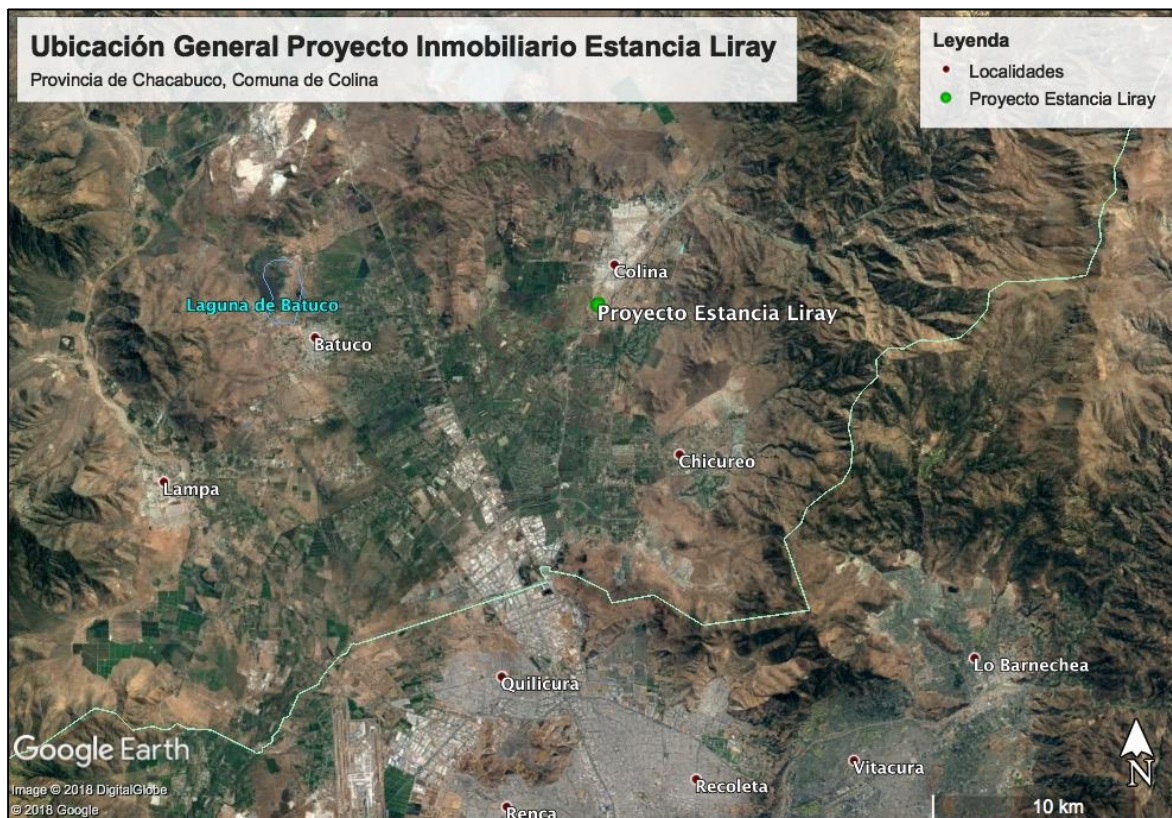 Ubicación General Proyecto Inmobiliario Estancia Liray
Provincia de Chacabuco, Comuna de Colina
Leyenda
Localidades
Proyecto Estancia Liray
Colina
Laguna de Batuco
Proyecto Estancia Liray
Batuco
Chicureo
Lampa
Lo Barnechea
Quilicura
Google Earth
Vitacura
Recoleta
Image © 2018 DigitalGlobe
© 2018 Google
Renca
10 km
N